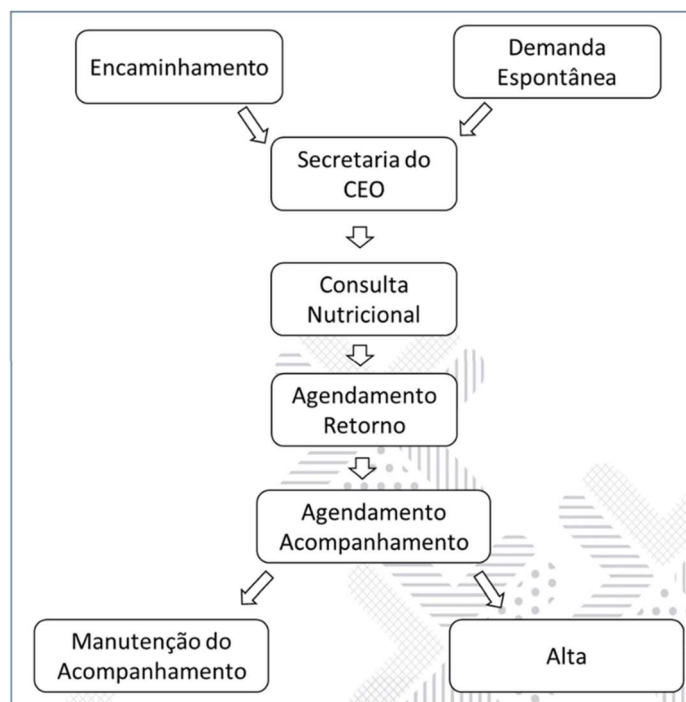 Encaminhamento
Demanda
Espontânea
Secretaria do
CEO
Consulta
Nutricional
Agendamento
Retorno
Agendamento
Acompanhamento
Manutenção do
Acompanhamento
Alta